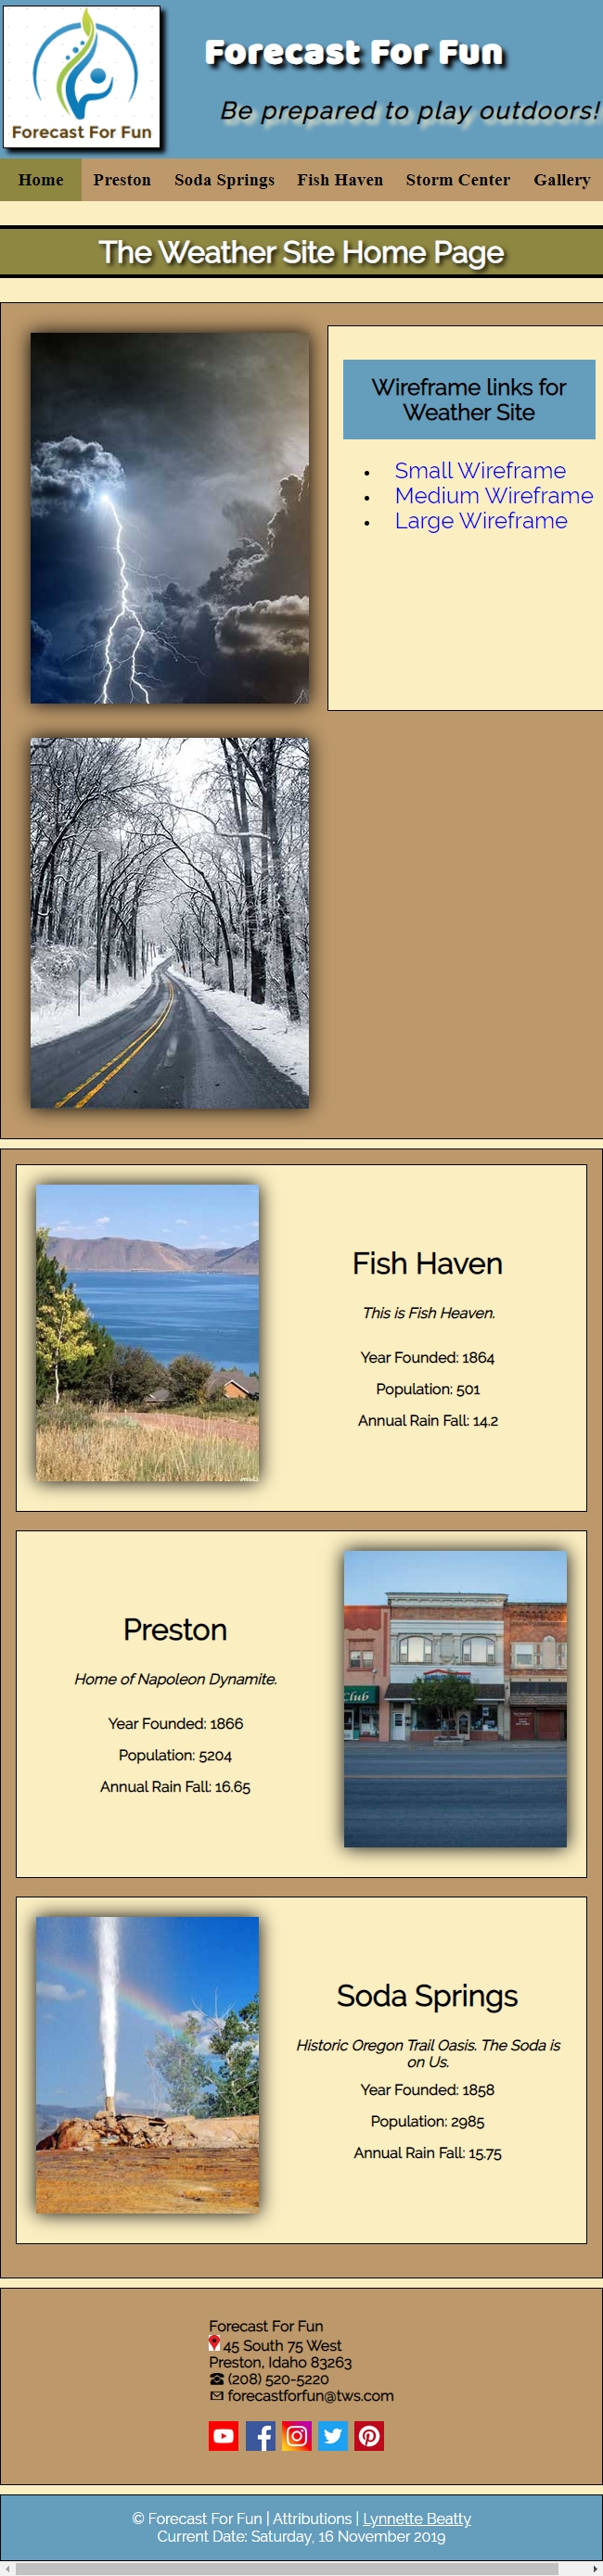 Forecast For Fun
Forecast For Fun
Be prepared to play outdoors!
Home Preston Soda Springs Fish Haven Storm Center Gallery
The Weather Site Home Page
Wireframe links for
Weather Site
• Small Wireframe
• Medium Wireframe
• Large Wireframe
Fish Haven
This is Fish Heaven.
Year Founded: 1864
Population: 501
Annual Rain Fall: 14.2
Preston
Home of Napoleon Dynamite.
Year Founded: 1866
Population: 5204
Annual Rain Fall: 16.65
Club
Soda Springs
Historic Oregon Trail Oasis. The Soda is
on Us.
Year Founded: 1858
Population: 2985
Annual Rain Fall: 15.75
Forecast For Fun
45 South 75 West
Preston, Idaho 83263
(208) 520-5220
forecastforfun@tws.com
© Forecast For Fun | Attributions | Lynnette Beatty
Current Date: Saturday, 16 November 2019